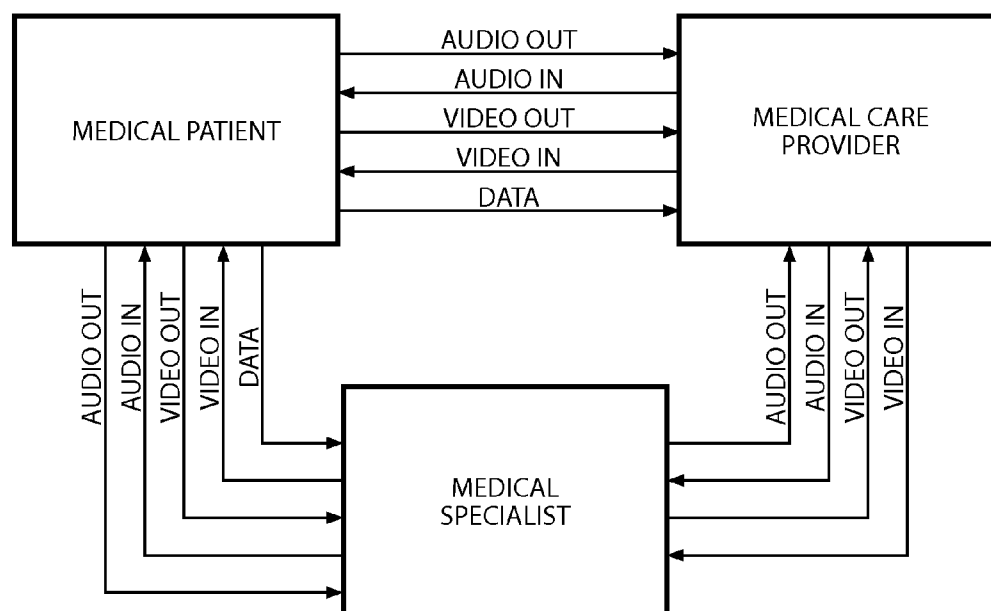 AUDIO OUT
AUDIO IN
VIDEO OUT
VIDEO IN
DATA
MEDICAL PATIENT
MEDICAL CARE
PROVIDER
AUDIO OUT
AUDIO IN
VIDEO OUT
VIDEO IN
DATA
AUDIO OUT
AUDIO IN
VIDEO OUT
VIDEO IN
MEDICAL
SPECIALIST